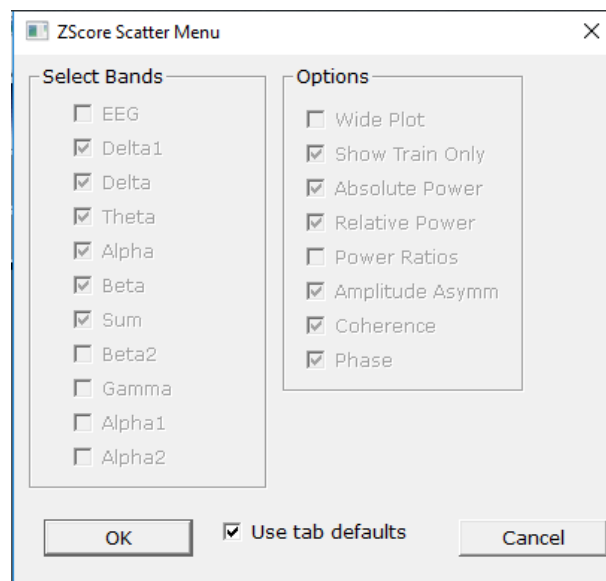 ZScore Scatter Menu
Select Bands
EEG
Delta1
Delta
Theta
Alpha
Beta
Sum
Beta2
Gamma
Alpha1
Alpha2
Options
Wide Plot
Show Train Only
Absolute Power
Relative Power
Power Ratios
Amplitude Asymm
Coherence
Phase
OK
Use tab defaults
Cancel